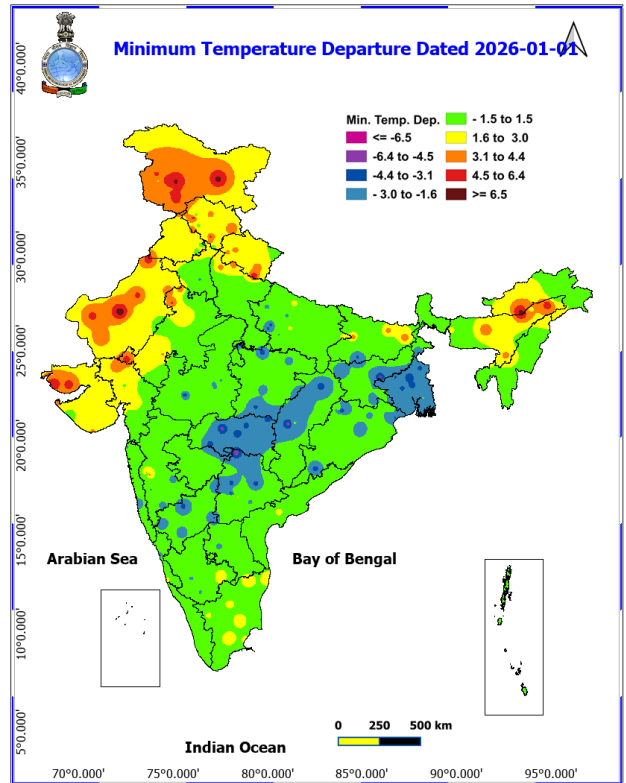 Minimum Temperature Departure Dated 2026-01-01
Min. Temp. Dep.
<= -6.5
-6.4 to -4.5
-4.4 to -3.1
- 3.0 to -1.6
- 1.5 to 1.5
1.6 to 3.0
3.1 to 4.4
4.5 to 6.4
>= 6.5
40°0.000'
35°0.000'
30°0.000'
25°0.000'
20°0.000'
15°0.000'
10°0.000'
5°0.000'
Arabian Sea
Bay of Bengal
Indian Ocean
0 250 500 km
70°0.000' 75°0.000' 80°0.000' 85°0.000' 90°0.000' 95°0.000'